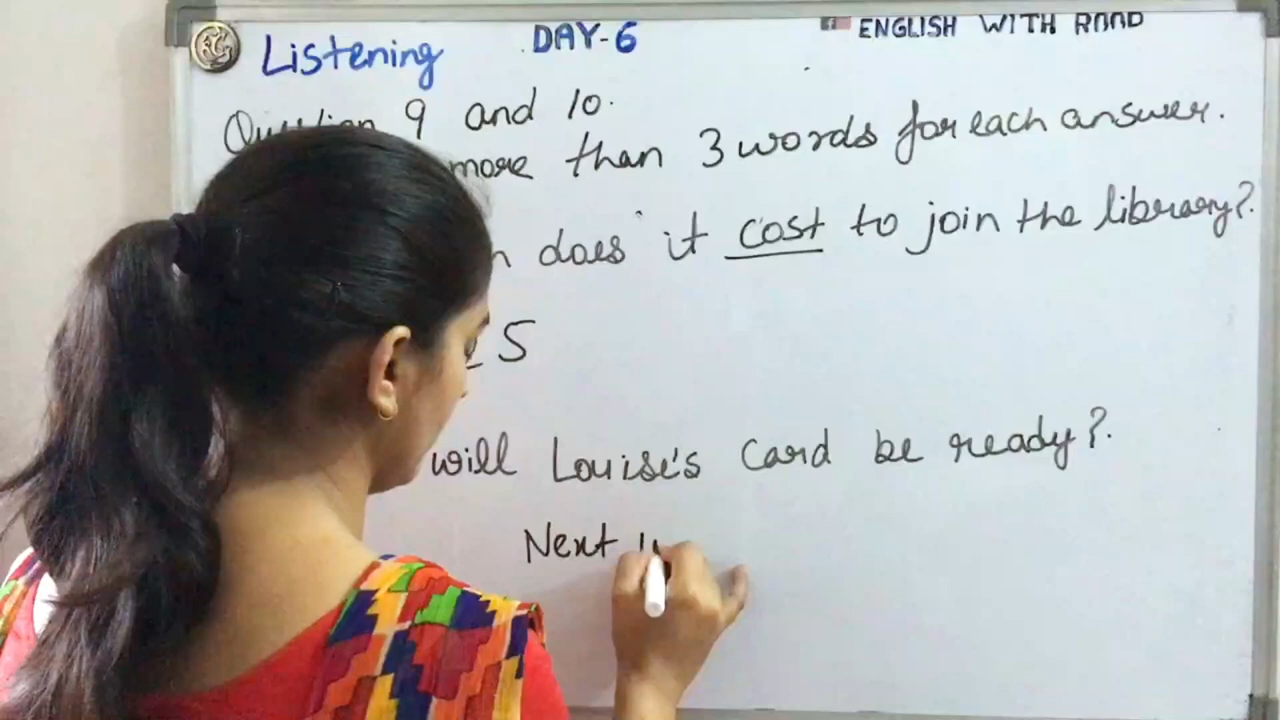 Listening DAY-6 ENGLISH WITH ROOD
Question 9 and 10.
more than 3 words for each answer.
does it cost to join the library?
5
will Louise's card be ready?
Next